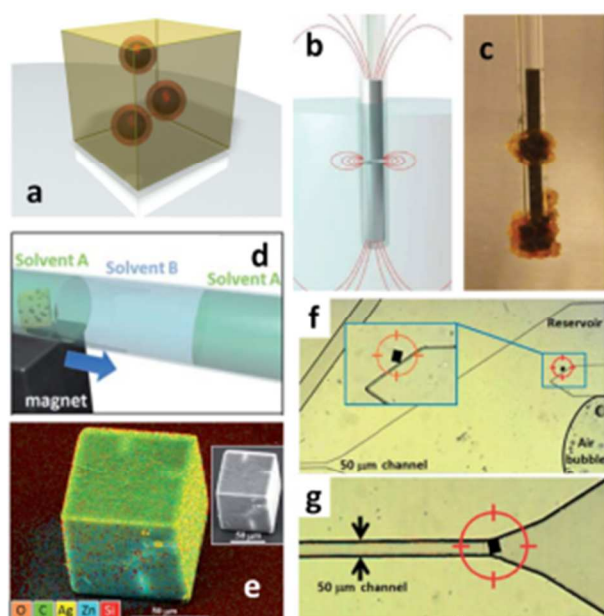 a
b
c
d
Solvent A
Solvent B
Solvent A
magnet
e
50 µm
50 µm
O C Ag Zn Si
f
Reservoir
Air
bubble
50 µm channel
g
50 µm channel